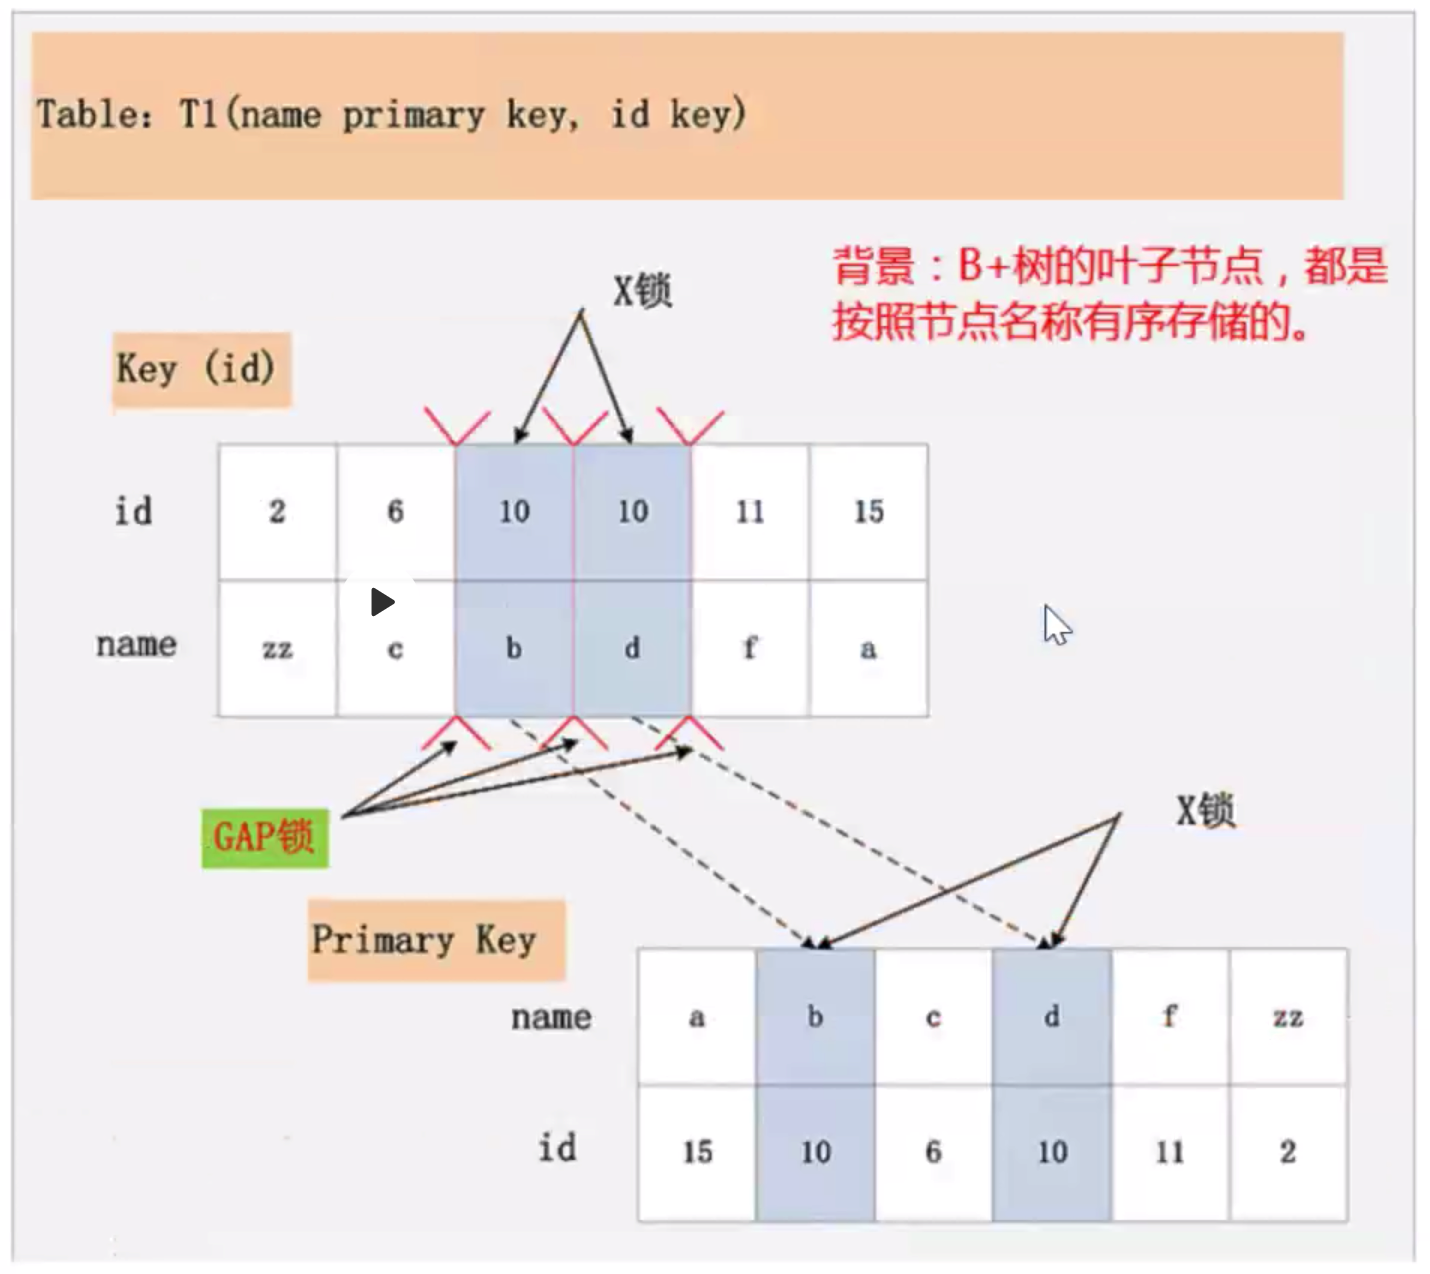 Table: T1(name primary key, id key)
背景：B+树的叶子节点，都是
按照节点名称有序存储的。
X锁
Key (id)
id 2 6 10 10 11 15
name zz c b d f a
GAP锁
X锁
Primary Key
name a b c d f zz
id 15 10 6 10 11 2